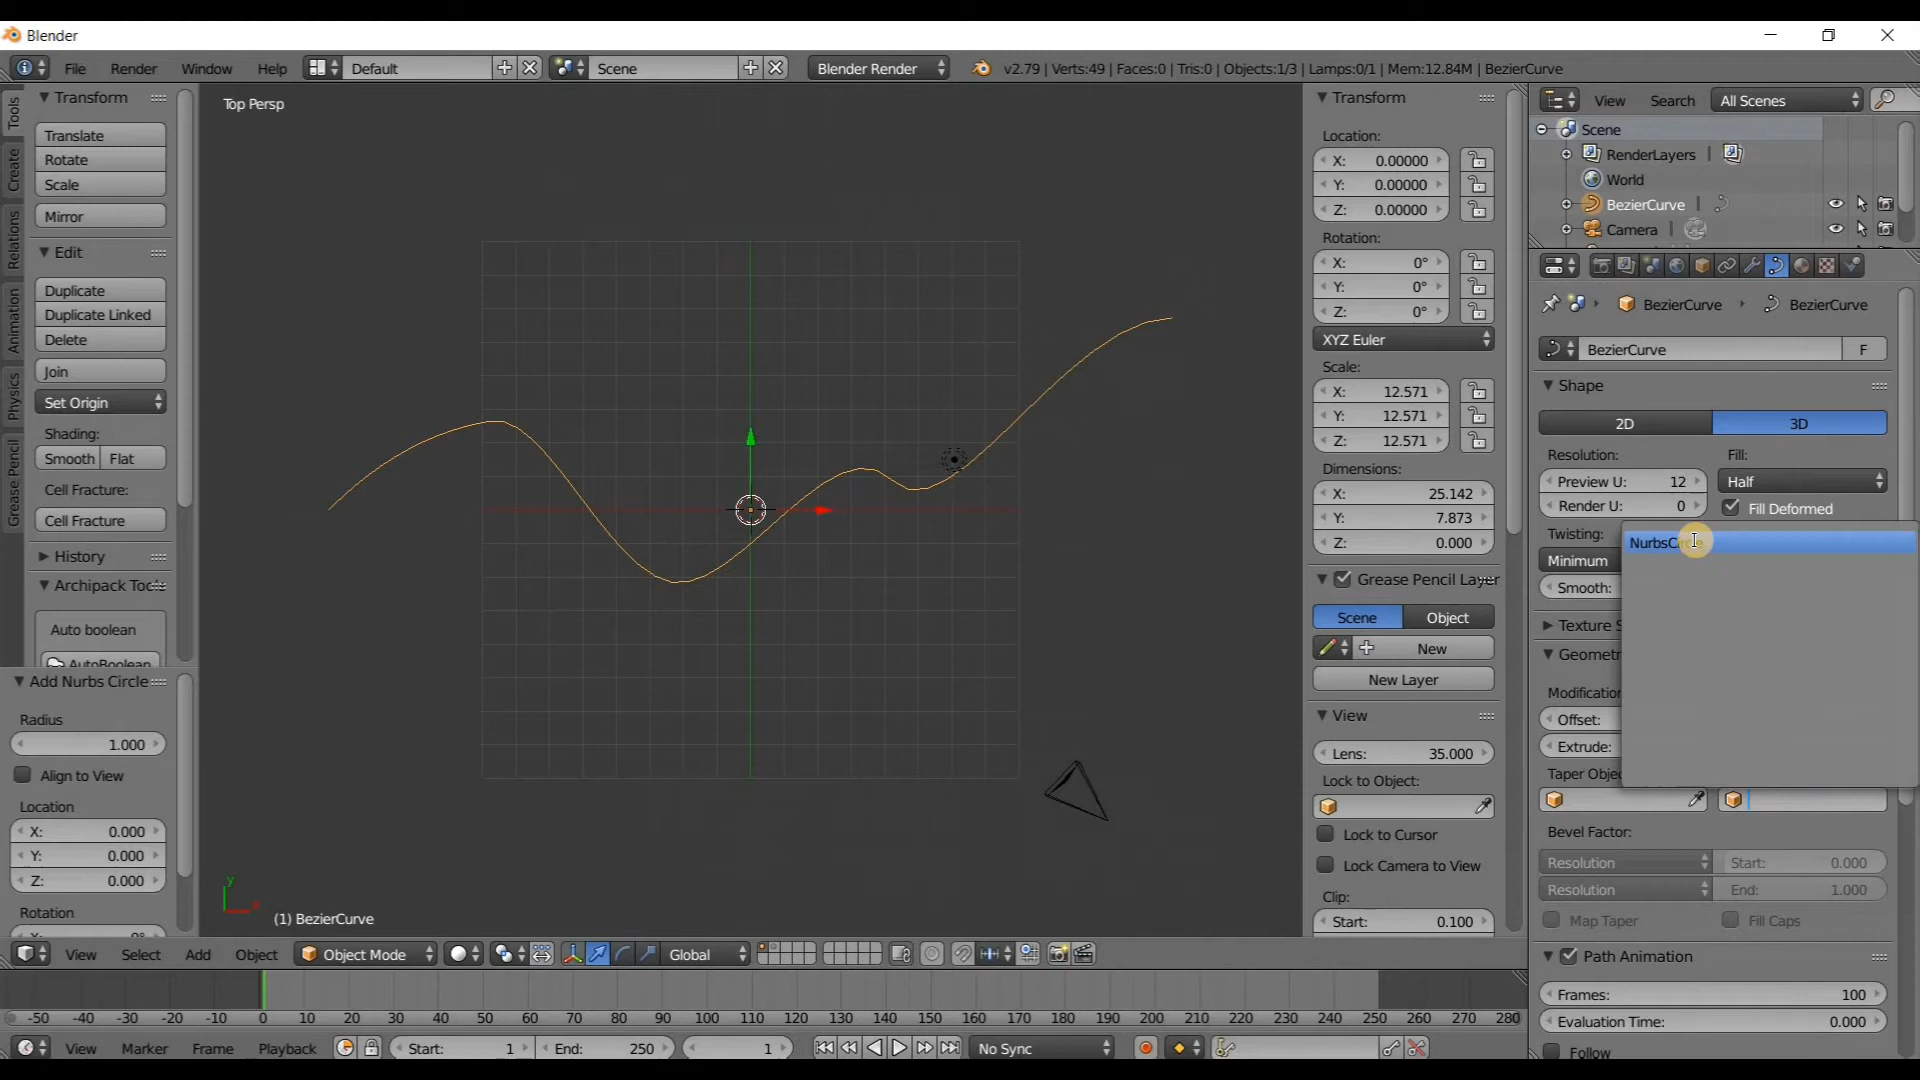 Blender
File Render Window Help Default Scene Blender Render v2.79 | Verts:49 | Faces:0 | Tris:0 | Objects:1/3 | Lamps:0/1 | Mem:12.84M | BezierCurve
Tools
Create
Relations
Animation
Physics
Grease Pencil
Transform
Translate
Rotate
Scale
Mirror
Edit
Duplicate
Duplicate Linked
Delete
Join
Set Origin
Shading:
Smooth Flat
Cell Fracture:
Cell Fracture
History
Archipack Tools
Auto boolean
AutoBoolean
Add Nurbs Circle
Radius
1.000
Align to View
Location
X: 0.000
Y: 0.000
Z: 0.000
Rotation
X: 0°
Top Persp
y
x
(1) BezierCurve
View Select Add Object Object Mode Global
Transform
Location:
X: 0.00000
Y: 0.00000
Z: 0.00000
Rotation:
X: 0°
Y: 0°
Z: 0°
XYZ Euler
Scale:
X: 12.571
Y: 12.571
Z: 12.571
Dimensions:
X: 25.142
Y: 7.873
Z: 0.000
Grease Pencil Layer
Scene Object
New
New Layer
View
Lens: 35.000
Lock to Object:
Lock to Cursor
Lock Camera to View
Clip:
Start: 0.100
View Search All Scenes
Scene
RenderLayers |
World
BezierCurve |
Camera |
BezierCurve BezierCurve
BezierCurve F
Shape
2D 3D
Resolution: Fill:
Preview U: 12 Half
Render U: 0 Fill Deformed
Twisting:
NurbsCircle
Minimum
Smooth:
Texture S
Geometr
Modification
Offset:
Extrude:
Taper Objec
Bevel Factor:
Resolution Start: 0.000
Resolution End: 1.000
Map Taper Fill Caps
Path Animation
Frames: 100
Evaluation Time: 0.000
Follow
-50 -40 -30 -20 -10 0 10 20 30 40 50 60 70 80 90 100 110 120 130 140 150 160 170 180 190 200 210 220 230 240 250 260 270 280
View Marker Frame Playback Start: 1 End: 250 1 No Sync